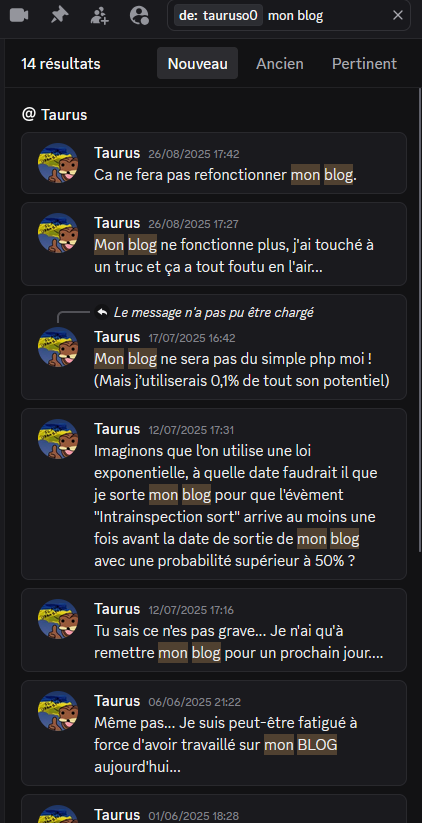 de: tauruso0 mon blog
14 résultats
Nouveau
Ancien
Pertinent
@ Taurus
Taurus 26/08/2025 17:42
Ca ne fera pas refonctionner mon blog.
Taurus 26/08/2025 17:27
Mon blog ne fonctionne plus, j'ai touché à
un truc et ça a tout foutu en l'air...
Le message n'a pas pu être chargé
Taurus 17/07/2025 16:42
Mon blog ne sera pas du simple php moi !
(Mais j'utiliserais 0,1% de tout son potentiel)
Taurus 12/07/2025 17:31
Imaginons que l'on utilise une loi
exponentielle, à quelle date faudrait il que
je sorte mon blog pour que l'évèment
"Intrainspection sort" arrive au moins une
fois avant la date de sortie de mon blog
avec une probabilité supérieur à 50% ?
Taurus 12/07/2025 17:16
Tu sais ce n'es pas grave... Je n'ai qu'à
remettre mon blog pour un prochain jour....
Taurus 06/06/2025 21:22
Même pas... Je suis peut-être fatigué à
force d'avoir travaillé sur mon BLOG
aujourd'hui...
Taurus 01/06/2025 18:28